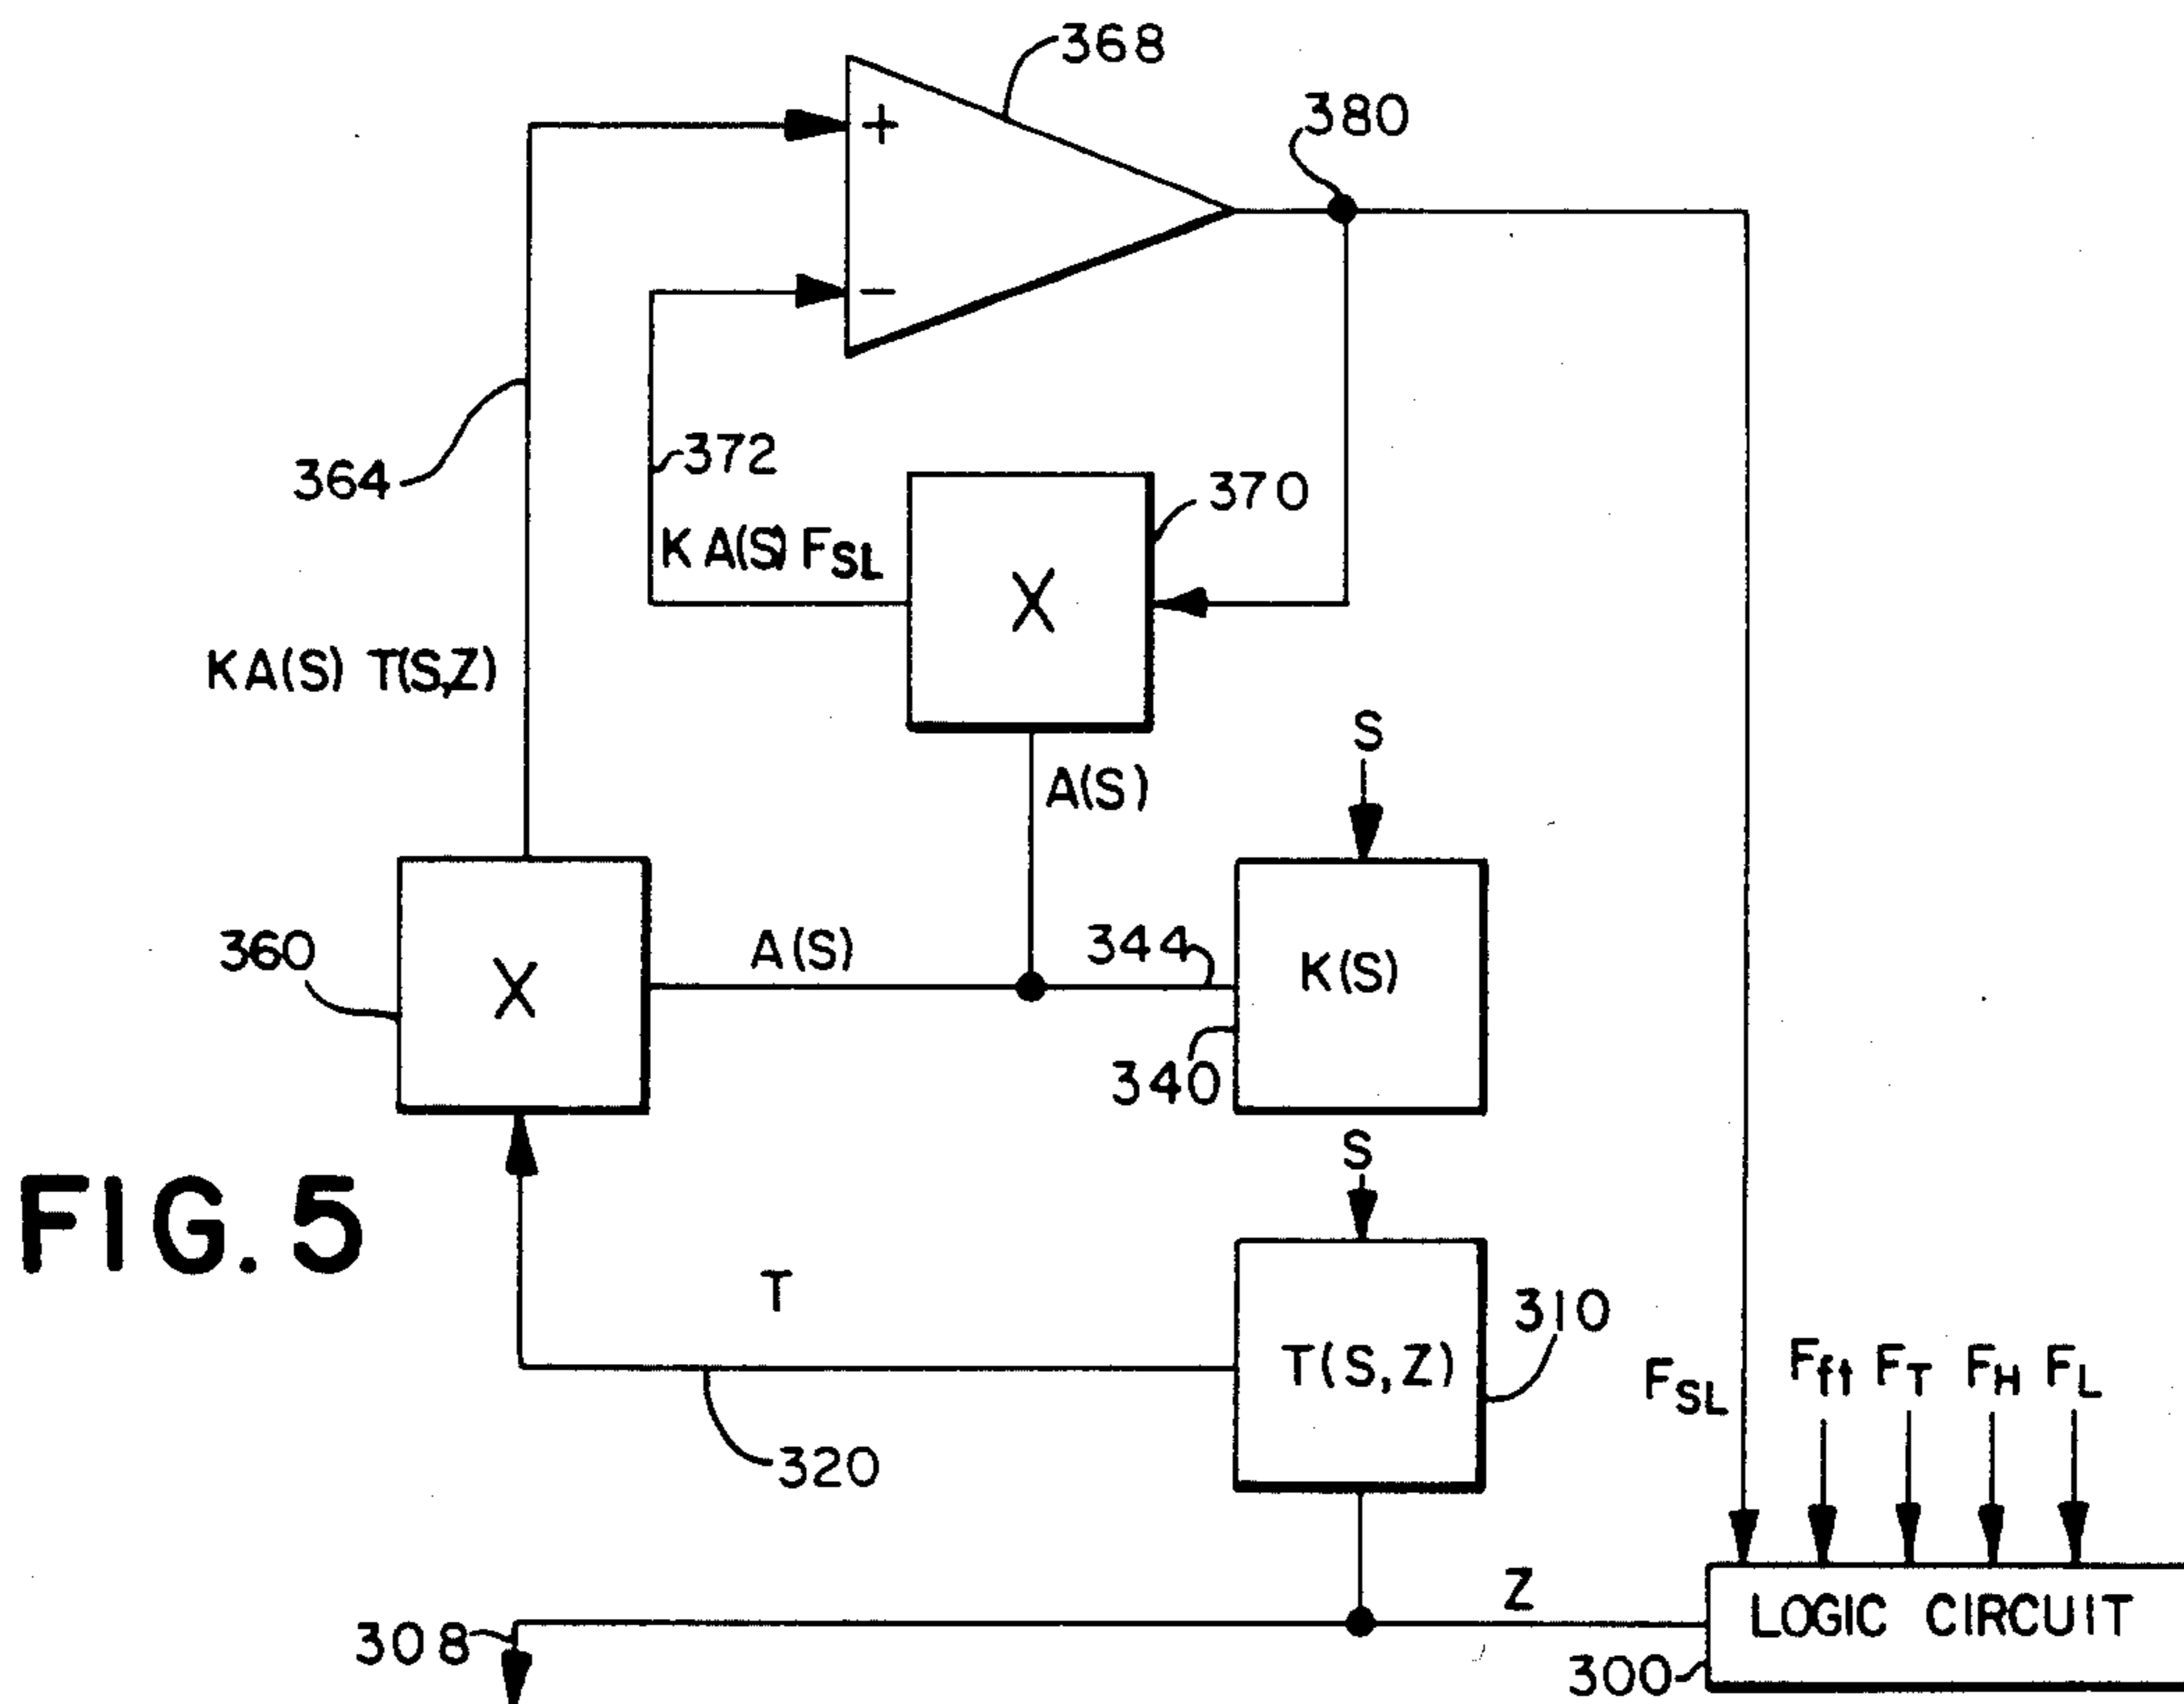 368
+
380
−
364
372
370
K A(S) FSL
X
KA(S) T(S,Z)
S
A(S)
360
A(S)
344
K(S)
X
340
S
FIG. 5
T
310
T(S,Z)
FSL Fft FT FH FL
320
Z
LOGIC CIRCUIT
308
300